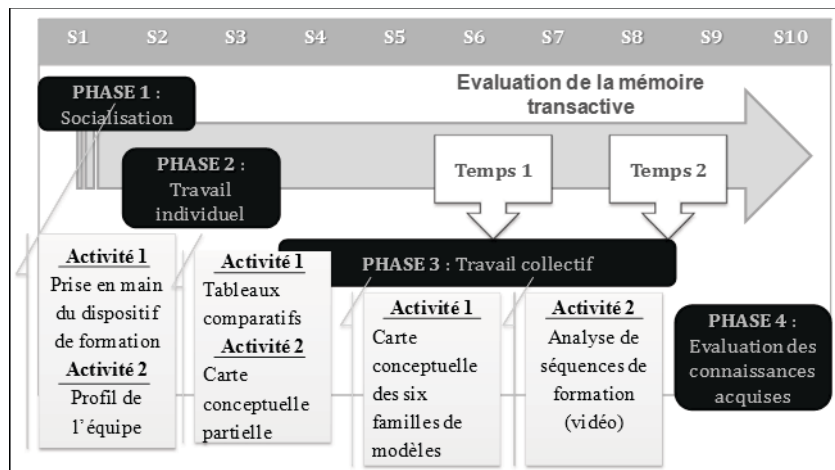 S1 S2 S3 S4 S5 S6 S7 S8 S9 S10
Evaluation de la mémoire
transactive
PHASE 1 :
Socialisation
PHASE 2 :
Travail
individuel
Temps 1
Temps 2
PHASE 3 : Travail collectif
Activité 1
Prise en main
du dispositif
de formation
Activité 2
Profil de
l'équipe
Activité 1
Tableaux
comparatifs
Activité 2
Carte
conceptuelle
partielle
Activité 1
Carte
conceptuelle
des six
familles de
modèles
Activité 2
Analyse de
séquences de
formation
(vidéo)
PHASE 4 :
Evaluation des
connaissances
acquises